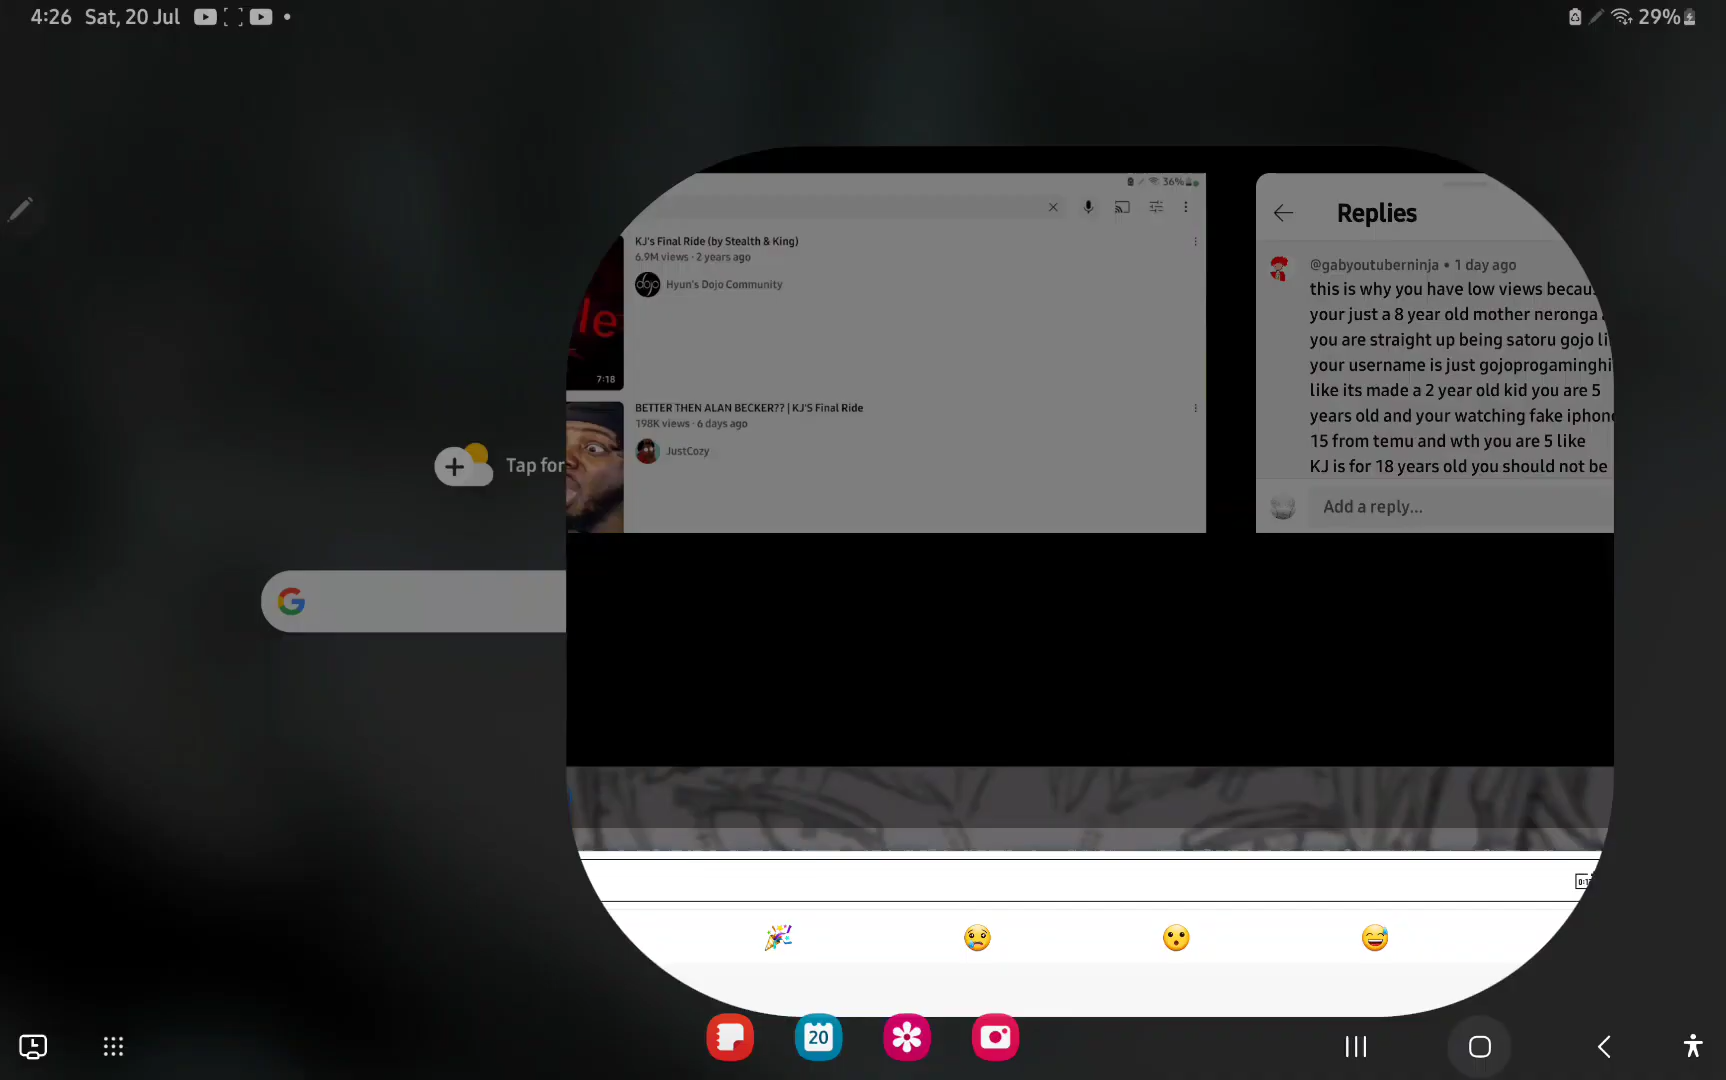 4:26 Sat, 20 Jul
29%
36%
KJ's Final Ride (by Stealth & King)
6.9M views · 2 years ago
dojo Hyun's Dojo Community
7:18
BETTER THEN ALAN BECKER?? | KJ'S Final Ride
198K views · 6 days ago
JustCozy
Replies
@gabyoutuberninja • 1 day ago
this is why you have low views becau
your just a 8 year old mother neronga
you are straight up being satoru gojo li
your username is just gojoprogaminghi
like its made a 2 year old kid you are 5
years old and your watching fake iphone
15 from temu and wth you are 5 like
KJ is for 18 years old you should not be
Add a reply...
Tap for
G
20